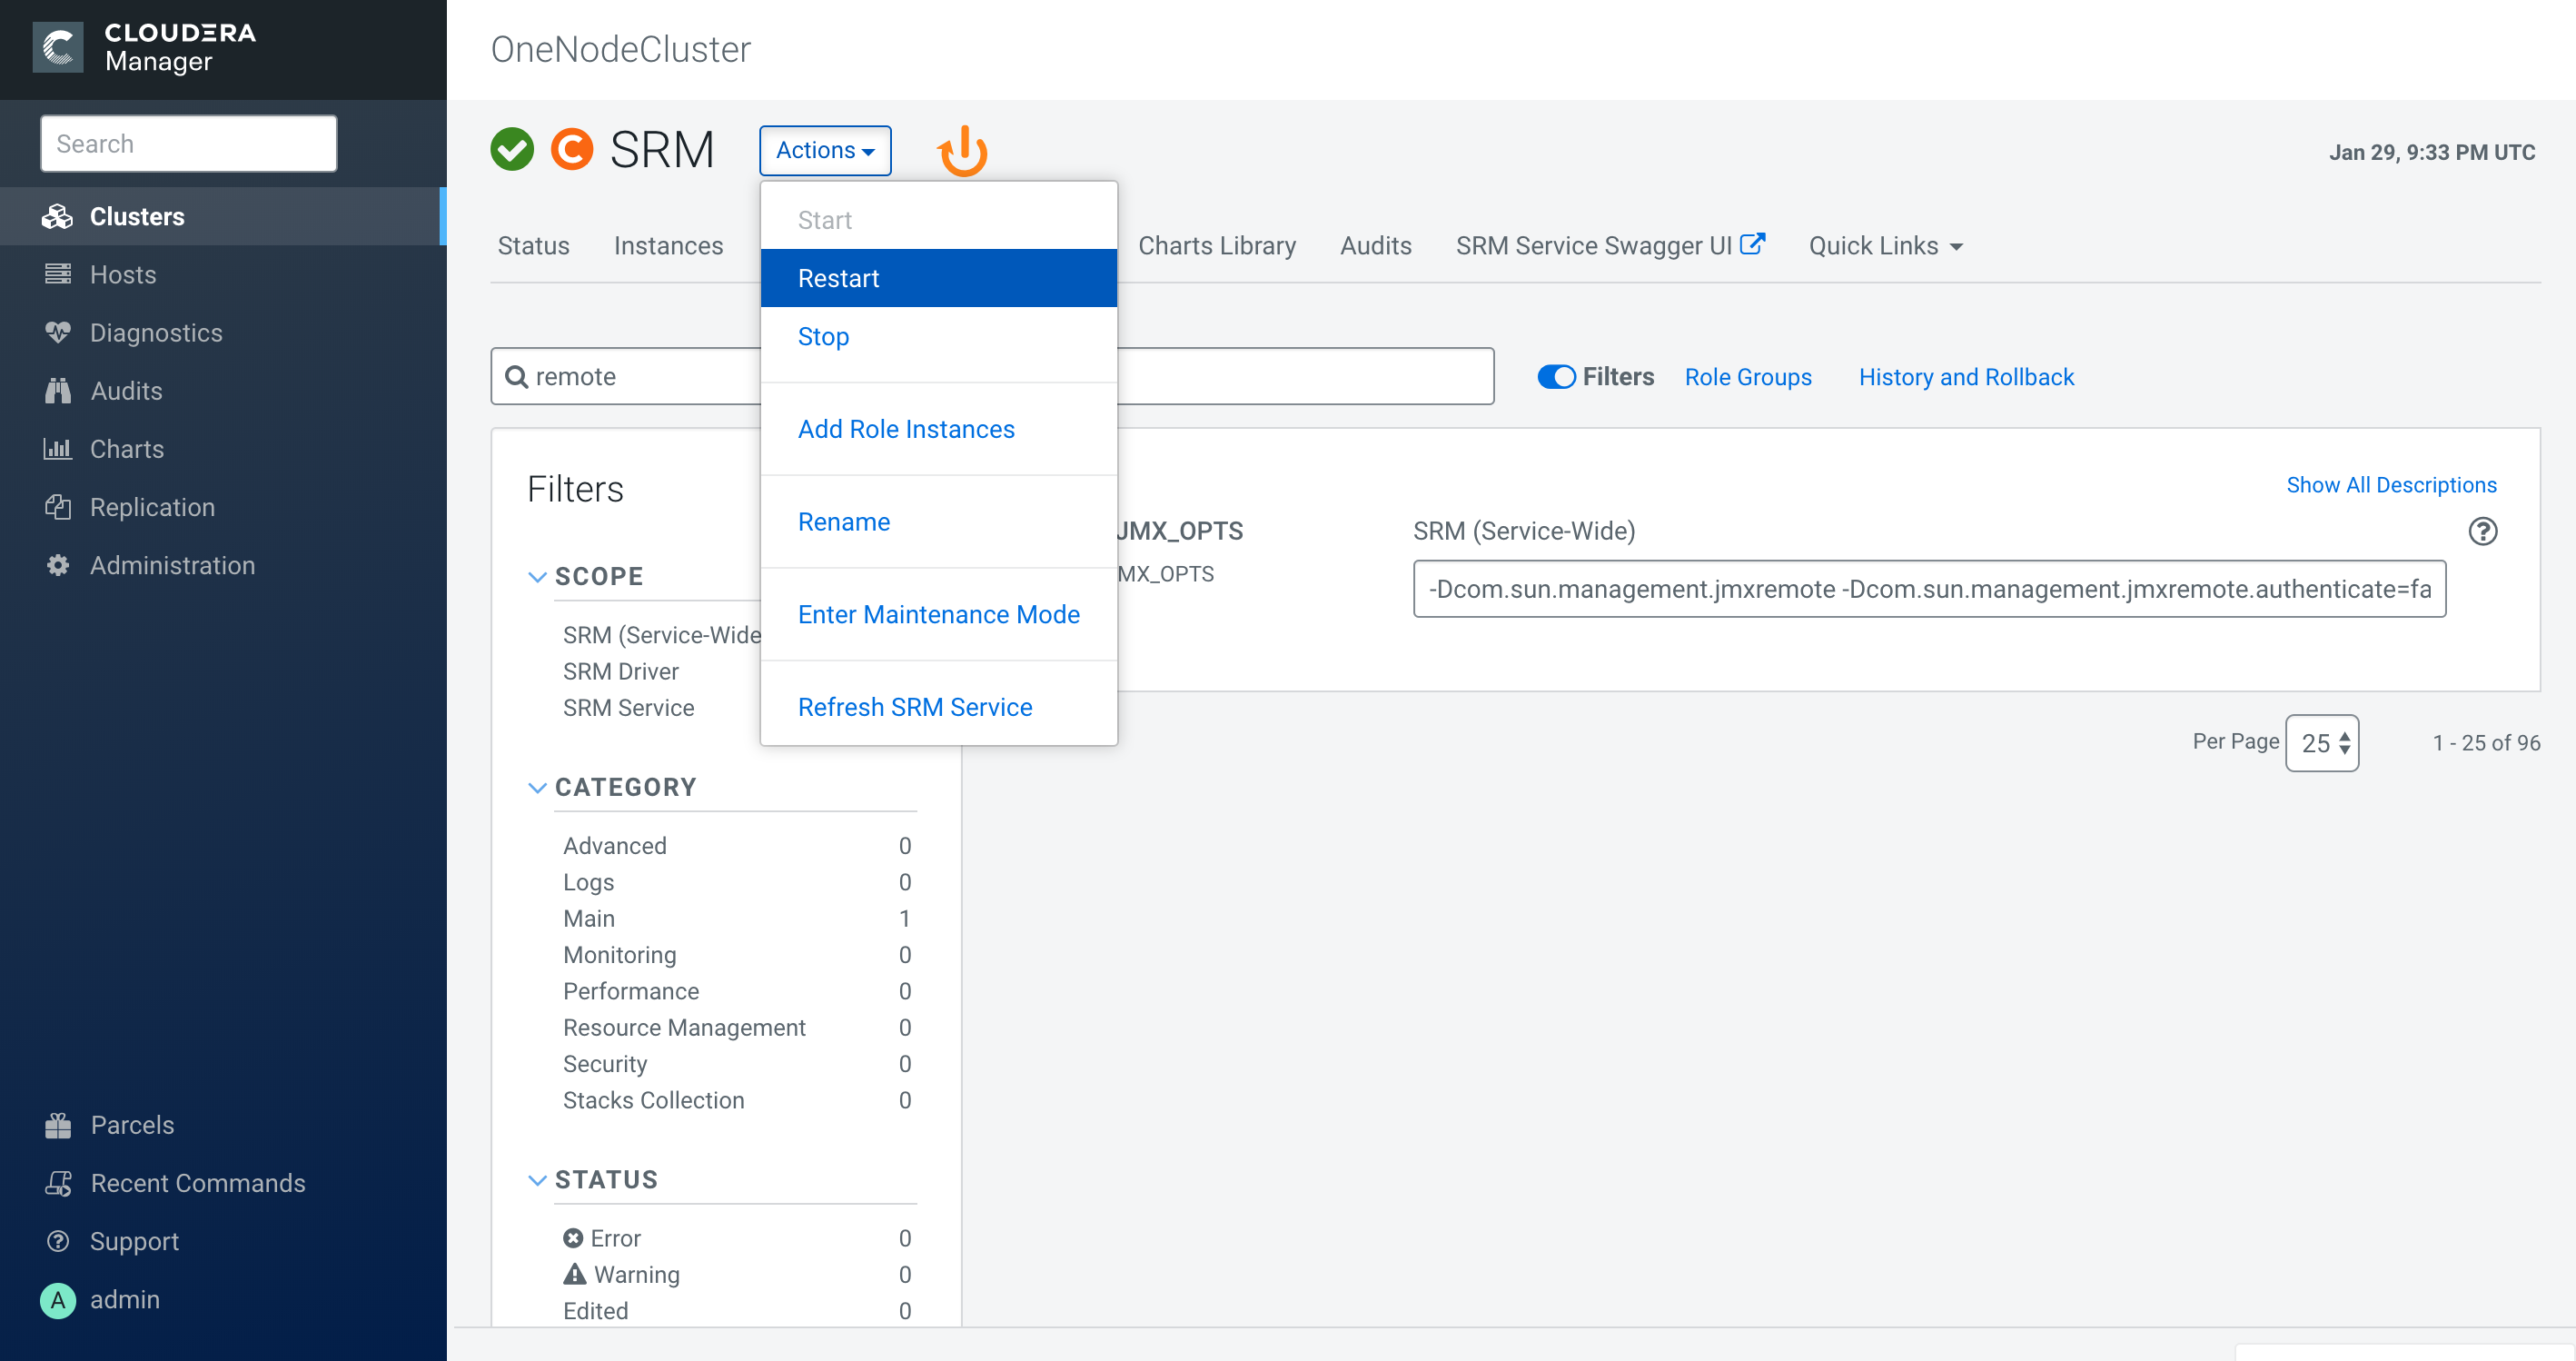 CLOUDERA
Manager
Search
Clusters
Hosts
Diagnostics
Audits
Charts
Replication
Administration
Parcels
Recent Commands
Support
A admin
OneNodeCluster
C SRM Actions
Jan 29, 9:33 PM UTC
Status Instances Charts Library Audits SRM Service Swagger UI Quick Links
Start
Restart
Stop
Add Role Instances
Rename
Enter Maintenance Mode
Refresh SRM Service
remote
Filters Role Groups History and Rollback
Filters
SCOPE
SRM (Service-Wide
SRM Driver
SRM Service
CATEGORY
Advanced 0
Logs 0
Main 1
Monitoring 0
Performance 0
Resource Management 0
Security 0
Stacks Collection 0
STATUS
Error 0
Warning 0
Edited 0
Show All Descriptions
JMX_OPTS SRM (Service-Wide)
MX_OPTS
-Dcom.sun.management.jmxremote -Dcom.sun.management.jmxremote.authenticate=fa
Per Page 25 1 - 25 of 96